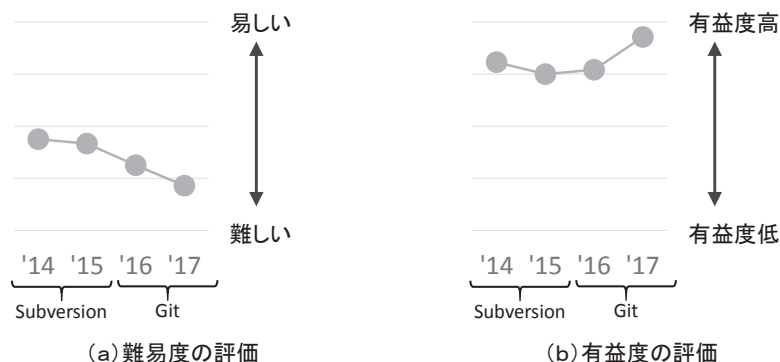 易しい
難しい
'14 '15 '16 '17
Subversion Git
(a)難易度の評価
有益度高
有益度低
'14 '15 '16 '17
Subversion Git
(b)有益度の評価